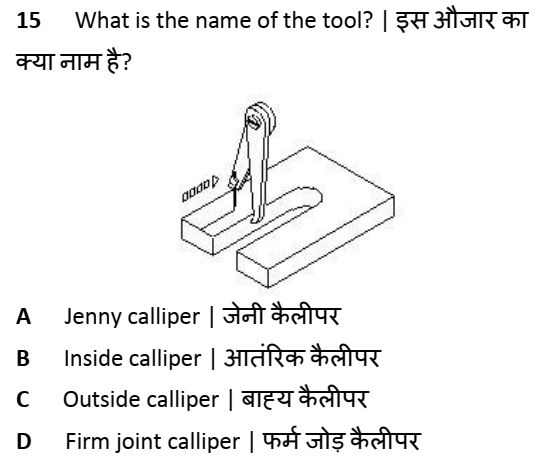 15 What is the name of the tool? | इस औजार का
क्या नाम है?
A Jenny calliper | जेनी कैलीपर
B Inside calliper | आतंरिक कैलीपर
C Outside calliper | बाह्य कैलीपर
D Firm joint calliper | फर्म जोड़ कैलीपर